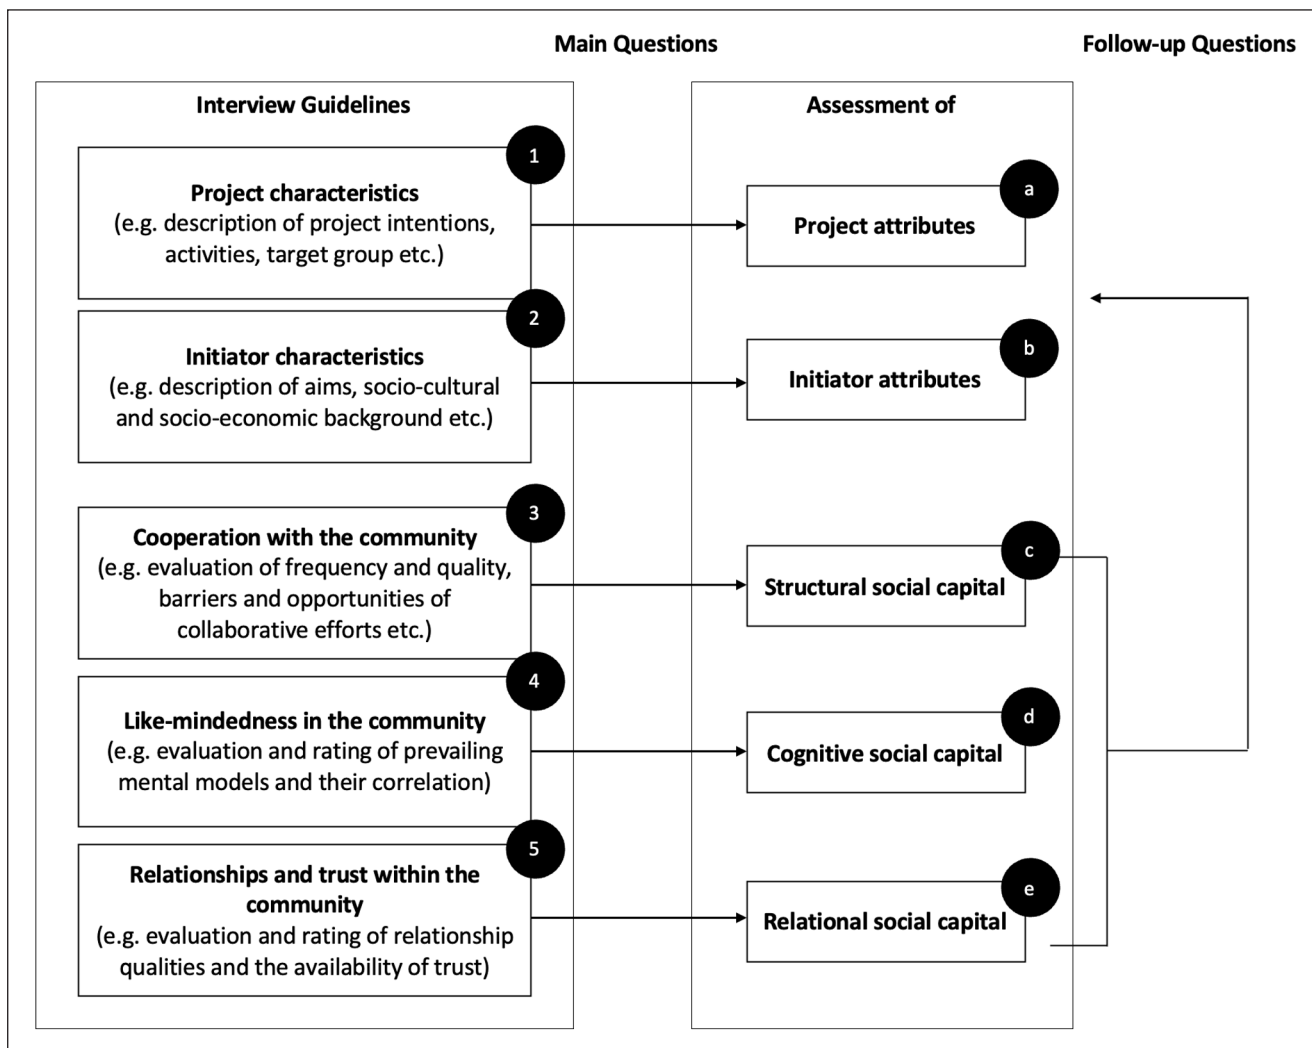 Main Questions
Follow-up Questions
Interview Guidelines
Assessment of
1
Project characteristics
(e.g. description of project intentions,
activities, target group etc.)
a
Project attributes
2
Initiator characteristics
(e.g. description of aims, socio-cultural
and socio-economic background etc.)
b
Initiator attributes
3
Cooperation with the community
(e.g. evaluation of frequency and quality,
barriers and opportunities of
collaborative efforts etc.)
c
Structural social capital
4
Like-mindedness in the community
(e.g. evaluation and rating of prevailing
mental models and their correlation)
d
Cognitive social capital
5
Relationships and trust within the
community
(e.g. evaluation and rating of relationship
qualities and the availability of trust)
e
Relational social capital